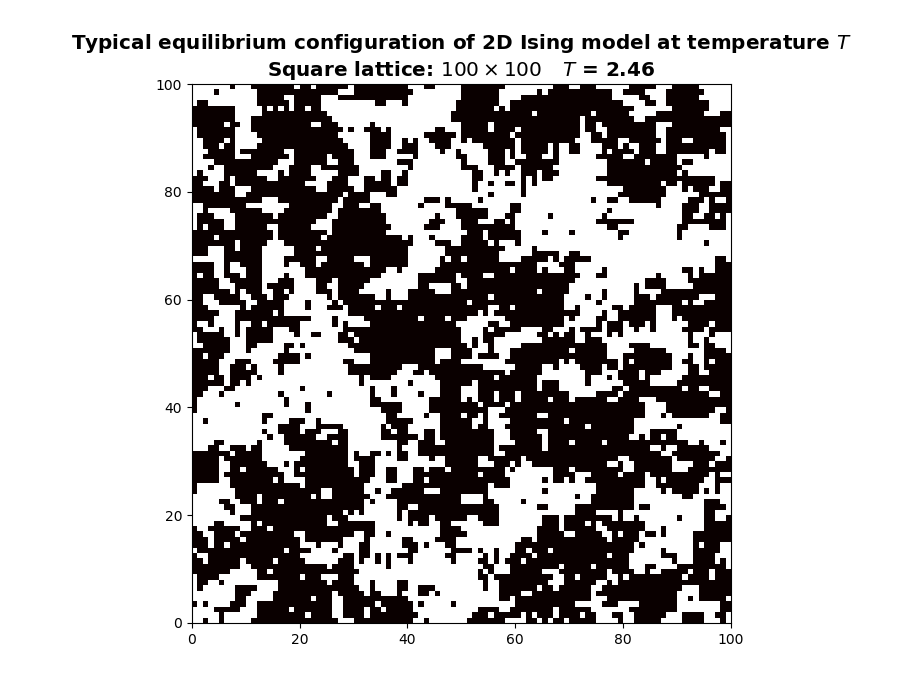 Typical equilibrium configuration of 2D Ising model at temperature T
Square lattice: 100 × 100 T = 2.46
100
80
60
40
20
0
0 20 40 60 80 100